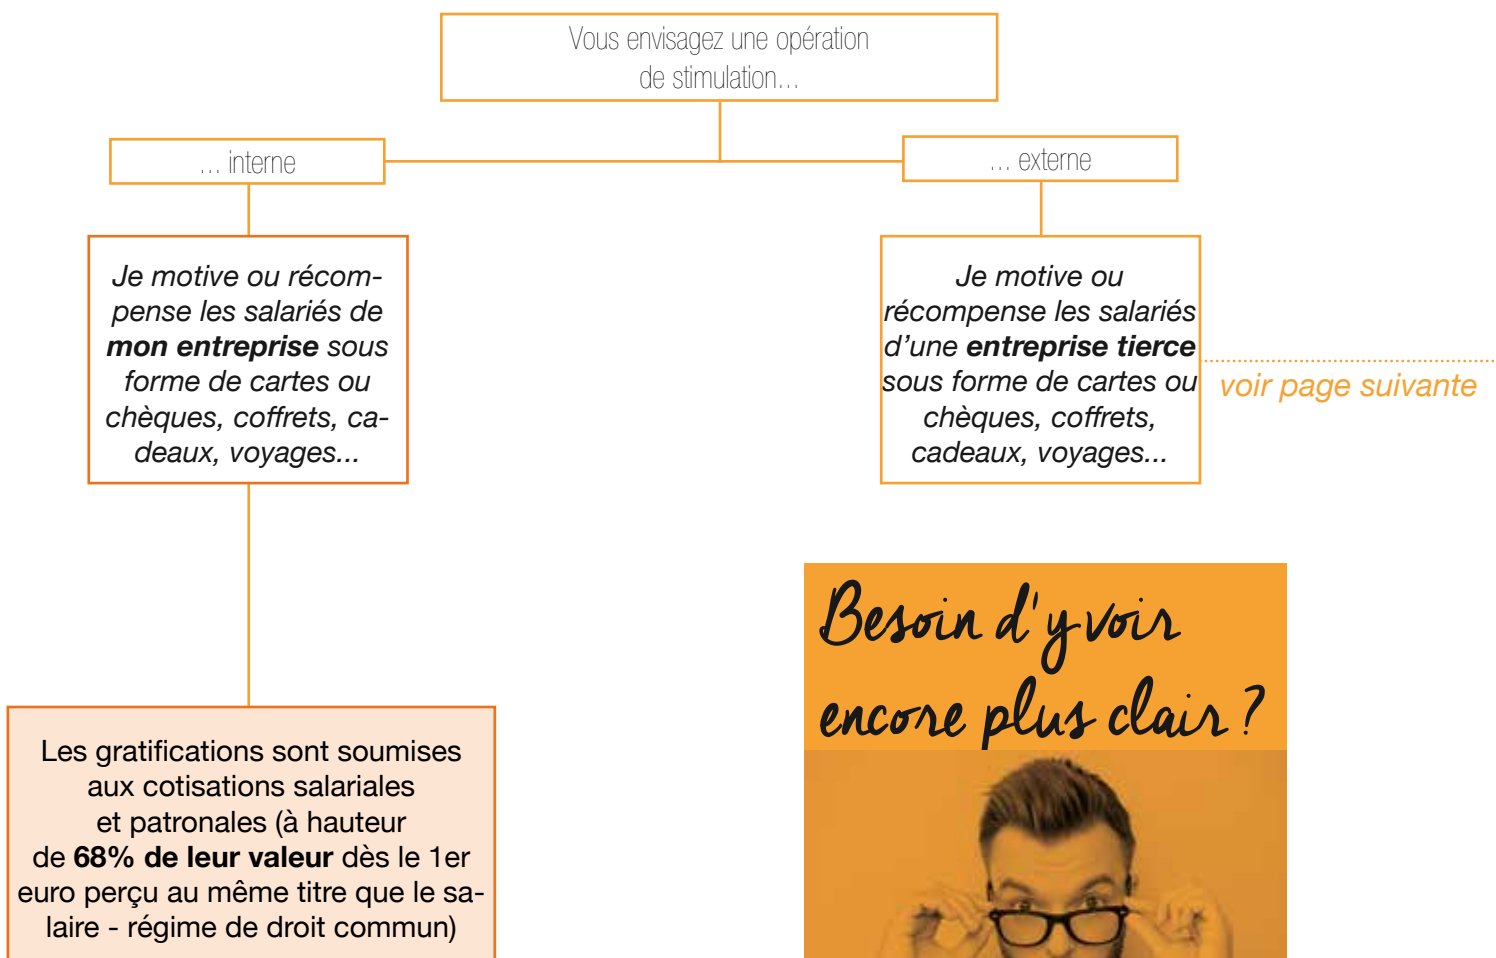 Vous envisagez une opération
de stimulation...
... interne
... externe
Je motive ou récom-
pense les salariés de
mon entreprise sous
forme de cartes ou
chèques, coffrets, ca-
deaux, voyages...
Je motive ou
récompense les salariés
d'une entreprise tierce
sous forme de cartes ou
chèques, coffrets,
cadeaux, voyages...
voir page suivante
Les gratifications sont soumises
aux cotisations salariales
et patronales (à hauteur
de 68% de leur valeur dès le 1er
euro perçu au même titre que le sa-
laire - régime de droit commun)
Besoin d'y voir
encore plus clair ?